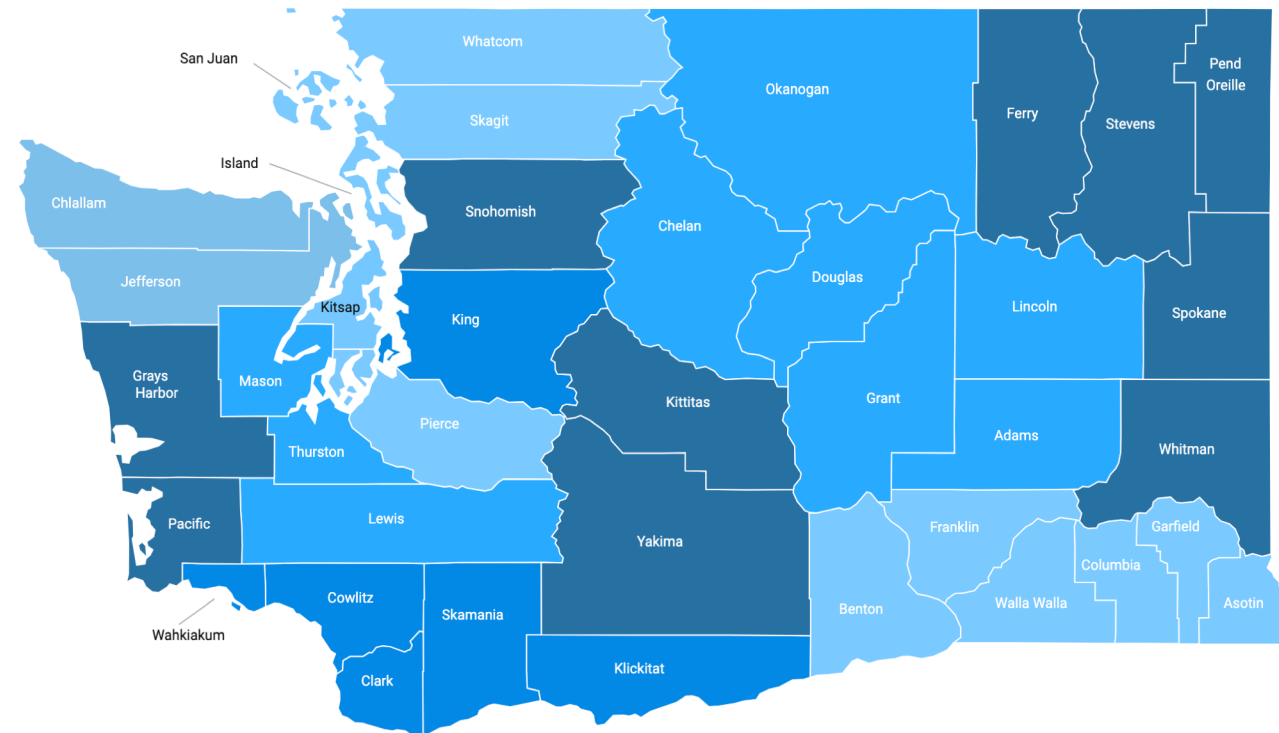 Whatcom
San Juan
Pend
Oreille
Okanogan
Ferry
Skagit
Stevens
Island
Chlallam
Snohomish
Chelan
Jefferson
Douglas
Kitsap
King
Lincoln
Spokane
Grays
Harbor
Mason
Kittitas
Grant
Pierce
Adams
Thurston
Whitman
Lewis
Pacific
Franklin
Garfield
Yakima
Columbia
Cowlitz
Skamania
Benton
Walla Walla
Asotin
Wahkiakum
Klickitat
Clark